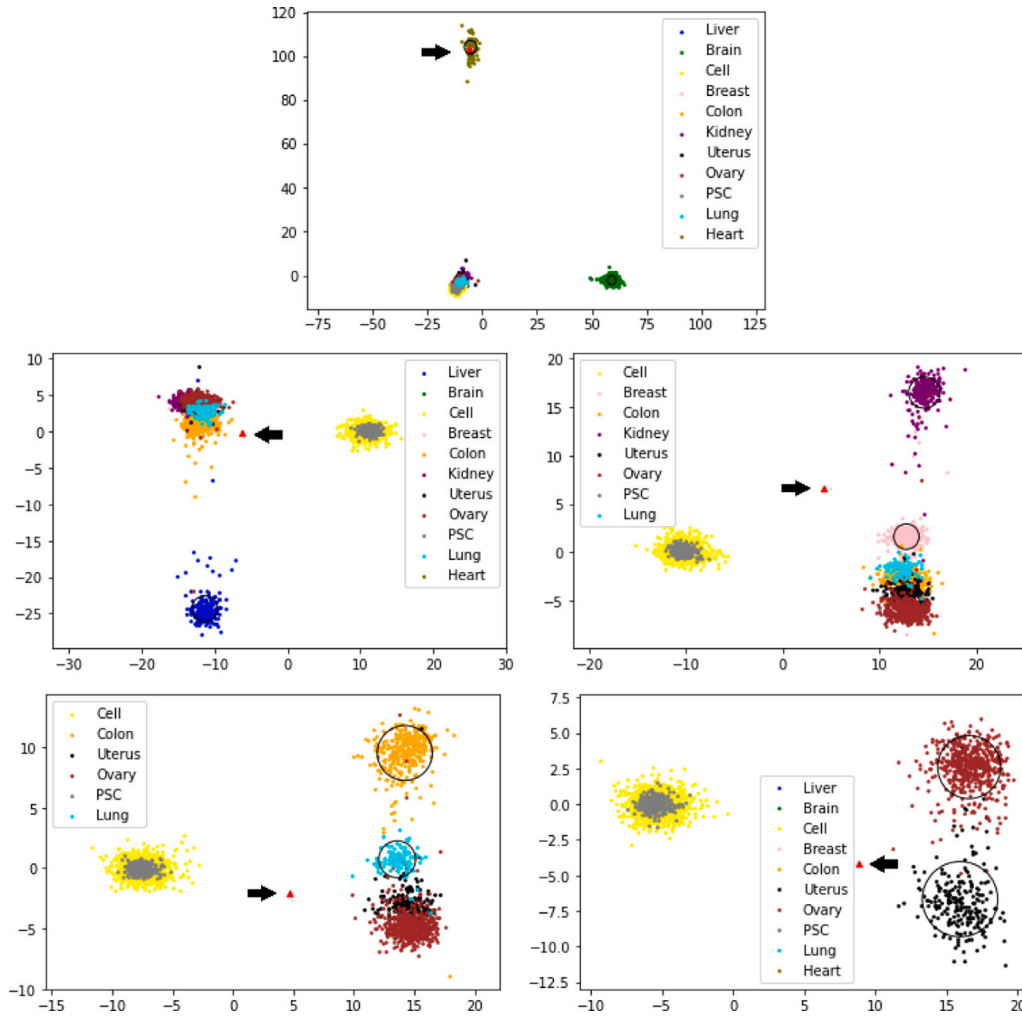 120
100
80
60
40
20
0
−75 −50 −25 0 25 50 75 100 125
Liver
Brain
Cell
Breast
Colon
Kidney
Uterus
Ovary
PSC
Lung
Heart
10
5
0
−5
−10
−15
−20
−25
−30 −20 −10 0 10 20 30
Liver
Brain
Cell
Breast
Colon
Kidney
Uterus
Ovary
PSC
Lung
Heart
20
15
10
5
0
−5
−20 −10 0 10 20
Cell
Breast
Colon
Kidney
Uterus
Ovary
PSC
Lung
10
5
0
−5
−10
−15 −10 −5 0 5 10 15 20
Cell
Colon
Uterus
Ovary
PSC
Lung
7.5
5.0
2.5
0.0
−2.5
−5.0
−7.5
−10.0
−12.5
−10 −5 0 5 10 15 20
Liver
Brain
Cell
Breast
Colon
Uterus
Ovary
PSC
Lung
Heart